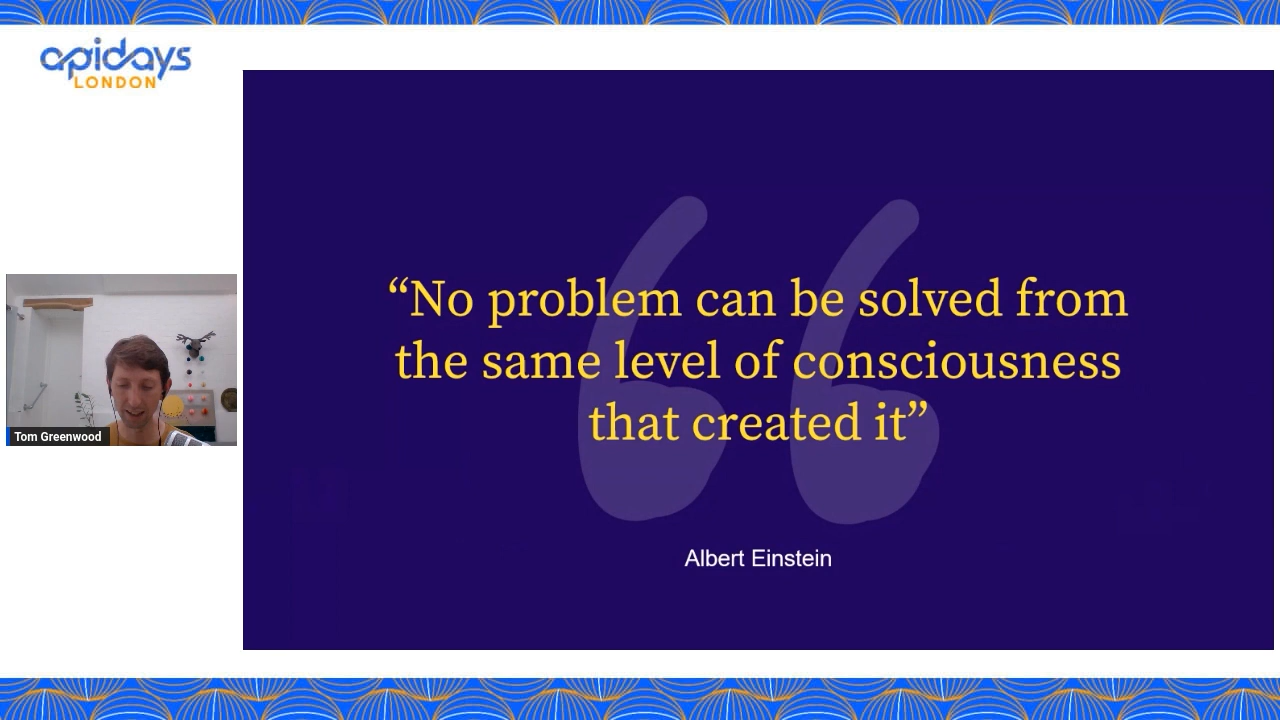 apidays
LONDON
“No problem can be solved from
the same level of consciousness
that created it”
Albert Einstein
Tom Greenwood